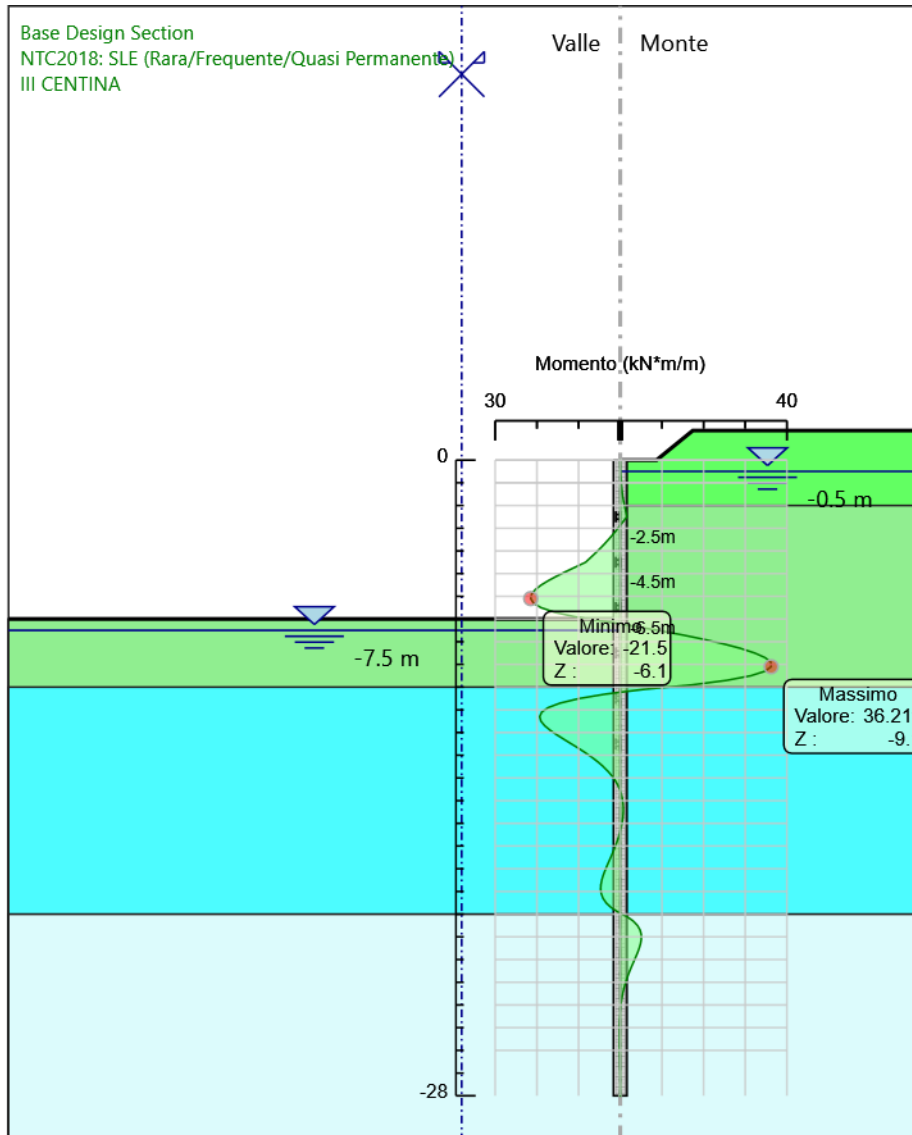 Base Design Section
NTC2018: SLE (Rara/Frequente/Quasi Permanente)
III CENTINA
Valle Monte
Momento (kN*m/m)
30 40
0
-0.5 m
-2.5m
-4.5m
-6.5m
Minimo
Valore: -21.5
Z : -6.1
-7.5 m
Massimo
Valore: 36.21
Z : -9.
-28